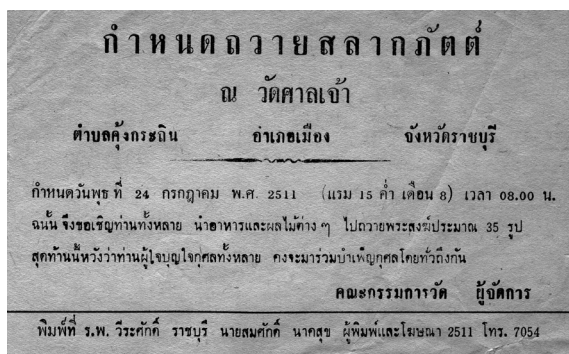 กำหนดถวายสลากภัตต์
ณ วัดศาลเจ้า
ตำบลคุ้งกระถิน อำเภอเมือง จังหวัดราชบุรี
กำหนดวันพุธ ที่ 24 กรกฎาคม พ.ศ. 2511 (แรม 15 ค่ำ เดือน 8) เวลา 08.00 น.
ฉนั้น จึงขอเชิญท่านทั้งหลาย นำอาหารและผลไม้ต่าง ๆ ไปถวายพระสงฆ์ประมาณ 35 รูป
สุดท้านนี้หวังว่าท่านผู้ใจบุญใจกุศลทั้งหลาย คงจะมาร่วมบำเพ็ญกุศลโดยทั่วถึงกัน
คณะกรรมการวัด ผู้จัดการ
พิมพ์ที่ ร.พ. วีระศักดิ์ ราชบุรี นายสมศักดิ์ นาคสุข ผู้พิมพ์และโฆษณา 2511 โทร. 7054